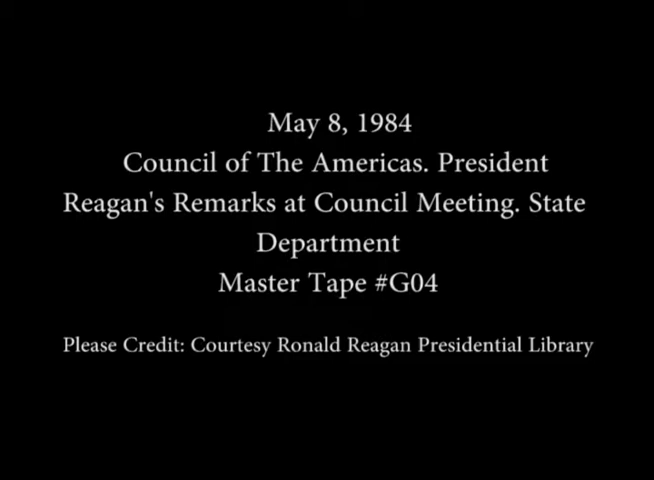 May 8, 1984
Council of The Americas. President
Reagan's Remarks at Council Meeting. State
Department
Master Tape #G04
Please Credit: Courtesy Ronald Reagan Presidential Library